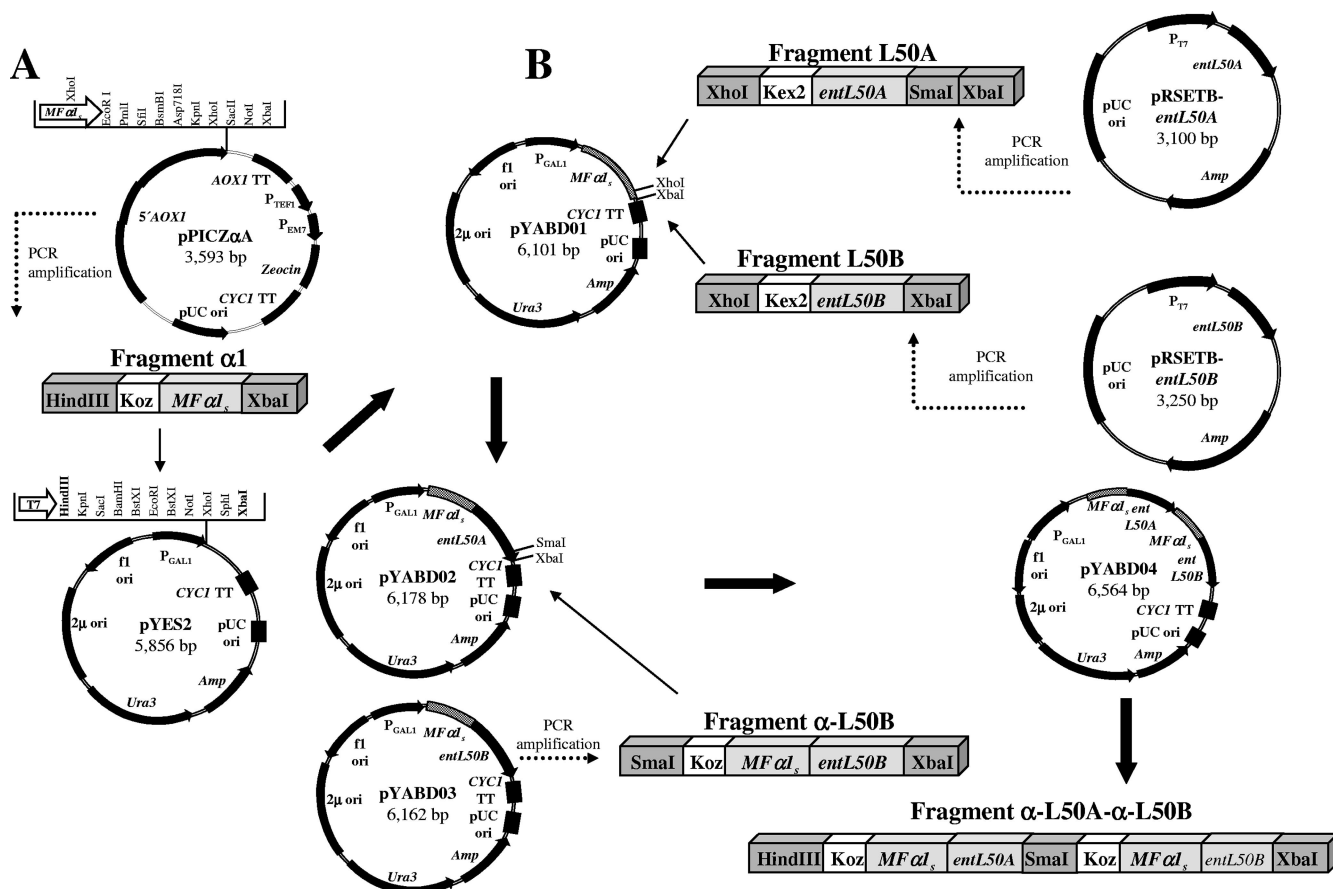 A
XhoI
MFα1s
EcoR I
PmlI
SfiI
BsmBI
Asp718I
KpnI
XhoI
SacII
NotI
XbaI
AOX1 TT
PTEF1
PEM7
5´AOX1
pPICZαA
3,593 bp
Zeocin
CYC1 TT
pUC ori
PCR
amplification
Fragment α1
HindIII Koz MFα1s XbaI
T7
HindIII
KpnI
SacI
BamHI
BstXI
EcoRI
BstXI
NotI
XhoI
SphI
XbaI
PGAL1
f1
ori
CYC1 TT
2μ ori
pYES2
5,856 bp
pUC
ori
Amp
Ura3
B
Fragment L50A
XhoI Kex2 entL50A SmaI XbaI
PT7
entL50A
pUC
ori
pRSETB-
entL50A
3,100 bp
Amp
PCR
amplification
PGAL1
f1
ori
MFα1s
XhoI
XbaI
CYC1 TT
2μ ori
pYABD01
6,101 bp
pUC
ori
Amp
Ura3
Fragment L50B
XhoI Kex2 entL50B XbaI
PT7
entL50B
pUC
ori
pRSETB-
entL50B
3,250 bp
Amp
PCR
amplification
PGAL1
MFα1s
f1
ori
entL50A
SmaI
XbaI
CYC1
TT
2μ ori
pYABD02
6,178 bp
pUC
ori
Amp
Ura3
MFα1s ent
L50A
MFα1s
ent
L50B
PGAL1
f1
ori
pYABD04
6,564 bp
2μ ori
CYC1 TT
pUC ori
Amp
Ura3
PGAL1
MFα1s
f1
ori
entL50B
CYC1
TT
2μ ori
pYABD03
6,162 bp
pUC
ori
Amp
Ura3
PCR
amplification
Fragment α-L50B
SmaI Koz MFα1s entL50B XbaI
Fragment α-L50A-α-L50B
HindIII Koz MFα1s entL50A SmaI Koz MFα1s entL50B XbaI